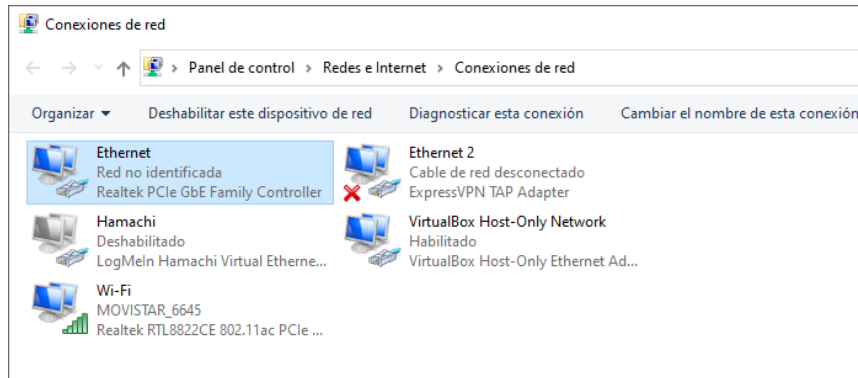 Conexiones de red
Panel de control > Redes e Internet > Conexiones de red
Organizar Deshabilitar este dispositivo de red Diagnosticar esta conexión Cambiar el nombre de esta conexión
Ethernet
Red no identificada
Realtek PCIe GbE Family Controller
Ethernet 2
Cable de red desconectado
ExpressVPN TAP Adapter
Hamachi
Deshabilitado
LogMeIn Hamachi Virtual Etherne...
VirtualBox Host-Only Network
Habilitado
VirtualBox Host-Only Ethernet Ad...
Wi-Fi
MOVISTAR_6645
Realtek RTL8822CE 802.11ac PCIe ...